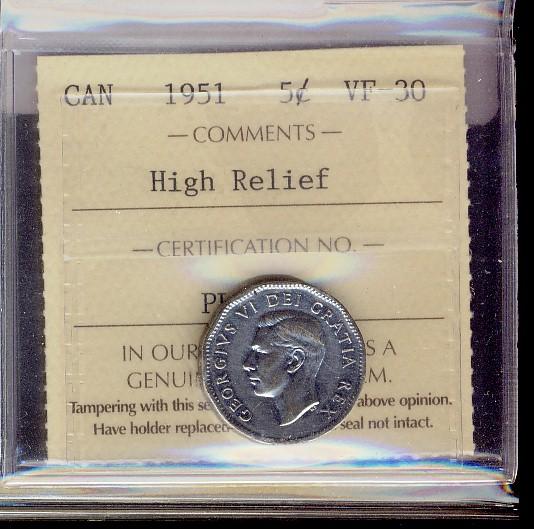 CAN 1951 5¢ VF-30
— COMMENTS —
High Relief
— CERTIFICATION NO. —
IN OUR S A
GENUI M.
Tampering with this se above opinion.
Have holder replaced seal not intact.
GEORGIVS VI DEI GRATIA REX